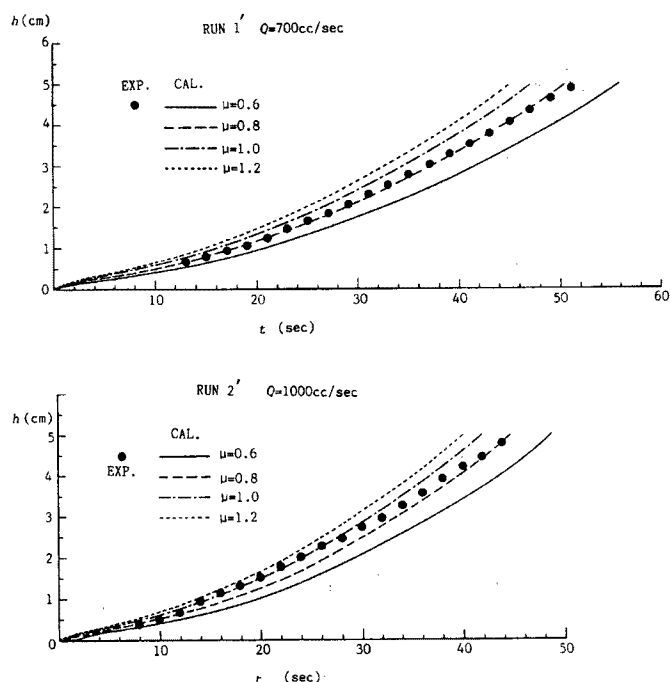 h(cm)
RUN 1′ Q=700cc/sec
6
5
4
3
2
1
0
EXP. CAL.
μ=0.6
μ=0.8
μ=1.0
μ=1.2
10 20 30 40 50 60
t (sec)
RUN 2′ Q=1000cc/sec
h(cm)
5
4
3
2
1
0
CAL.
EXP.
μ=0.6
μ=0.8
μ=1.0
μ=1.2
10 20 30 40 50
t (sec)